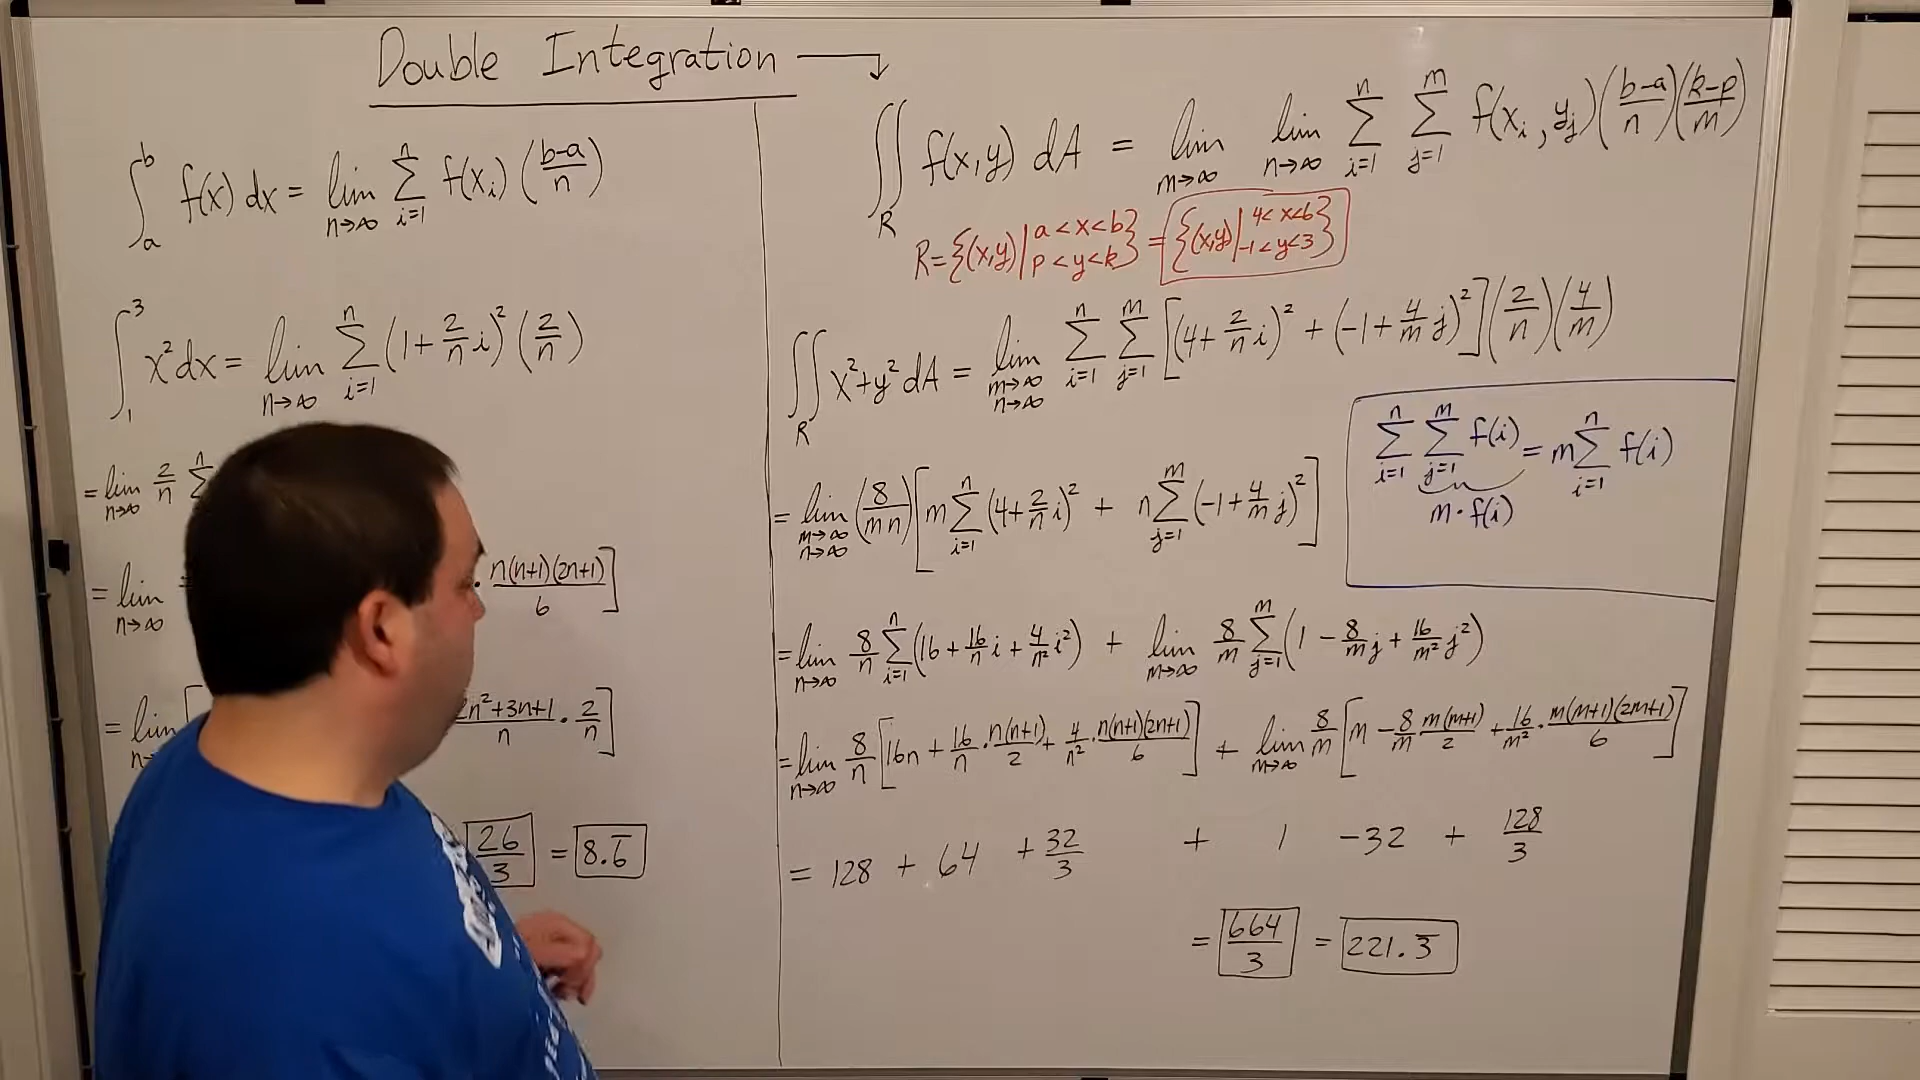 Double Integration →
∫_a^b f(x) dx = lim_{n→∞} Σ_{i=1}^n f(x_i) (b-a/n)
∫_1^3 x² dx = lim_{n→∞} Σ_{i=1}^n (1 + 2/n i)² (2/n)
= lim_{n→∞} 2/n Σ^n
= lim_{n→∞} · n(n+1)(2n+1)/6 ]
= lim_{n→∞} [ 2n²+3n+1/n · 2/n ]
26/3 = 8.6̅
∬_R f(x,y) dA = lim_{m→∞} lim_{n→∞} Σ_{i=1}^n Σ_{j=1}^m f(x_i, y_j) (b-a/n)(k-p/m)
R = {(x,y) | a<x<b p<y<k} = {(x,y) | 4<x<6 -1<y<3}
∬_R x²+y² dA = lim_{m→∞ n→∞} Σ_{i=1}^n Σ_{j=1}^m [(4 + 2/n i)² + (-1 + 4/m j)²] (2/n)(4/m)
Σ_{i=1}^n Σ_{j=1}^m f(i) = m Σ_{i=1}^n f(i)
m · f(i)
= lim_{m→∞ n→∞} (8/mn) [m Σ_{i=1}^n (4 + 2/n i)² + n Σ_{j=1}^m (-1 + 4/m j)²]
= lim_{n→∞} 8/n Σ_{i=1}^n (16 + 16/n i + 4/n² i²) + lim_{m→∞} 8/m Σ_{j=1}^m (1 - 8/m j + 16/m² j²)
= lim_{n→∞} 8/n [16n + 16/n · n(n+1)/2 + 4/n² · n(n+1)(2n+1)/6] + lim_{m→∞} 8/m [m - 8/m m(m+1)/2 + 16/m² · m(m+1)(2m+1)/6]
= 128 + 64 + 32/3 + 1 - 32 + 128/3
= 664/3 = 221.3̅